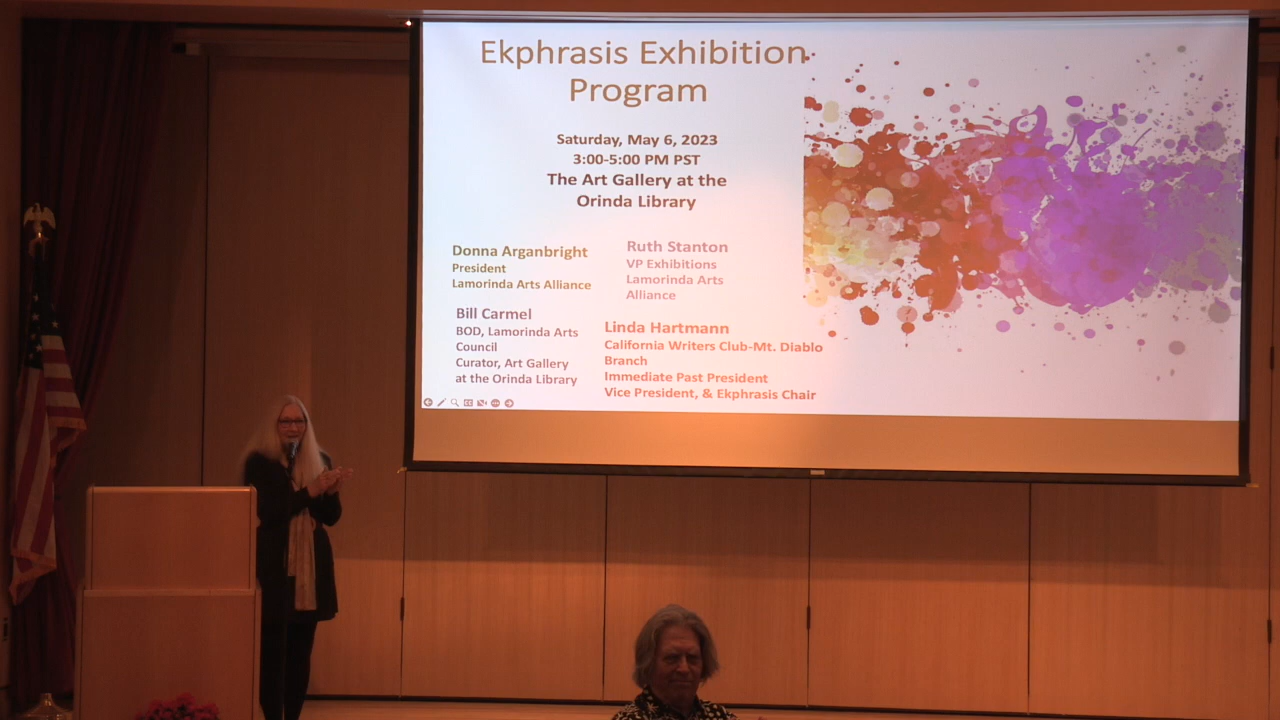 Ekphrasis Exhibition
Program
Saturday, May 6, 2023
3:00-5:00 PM PST
The Art Gallery at the
Orinda Library
Donna Arganbright
President
Lamorinda Arts Alliance
Ruth Stanton
VP Exhibitions
Lamorinda Arts
Alliance
Bill Carmel
BOD, Lamorinda Arts
Council
Curator, Art Gallery
at the Orinda Library
Linda Hartmann
California Writers Club-Mt. Diablo
Branch
Immediate Past President
Vice President, & Ekphrasis Chair